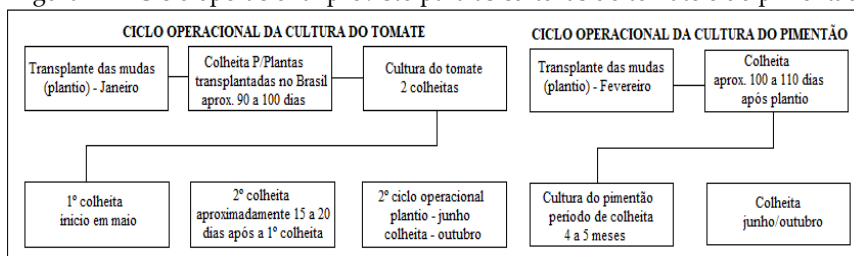 CICLO OPERACIONAL DA CULTURA DO TOMATE
Transplante das mudas
(plantio) - Janeiro
Colheita P/Plantas
transplantadas no Brasil
aprox. 90 a 100 dias
Cultura do tomate
2 colheitas
1º colheita
inicio em maio
2º colheita
aproximadamente 15 a 20
dias após a 1º colheita
2º ciclo operacional
plantio - junho
colheita - outubro
CICLO OPERACIONAL DA CULTURA DO PIMENTÃO
Transplante das mudas
(plantio) - Fevereiro
Colheita
aprox. 100 a 110 dias
após plantio
Cultura do pimentão
periodo de colheita
4 a 5 meses
Colheita
junho/outubro